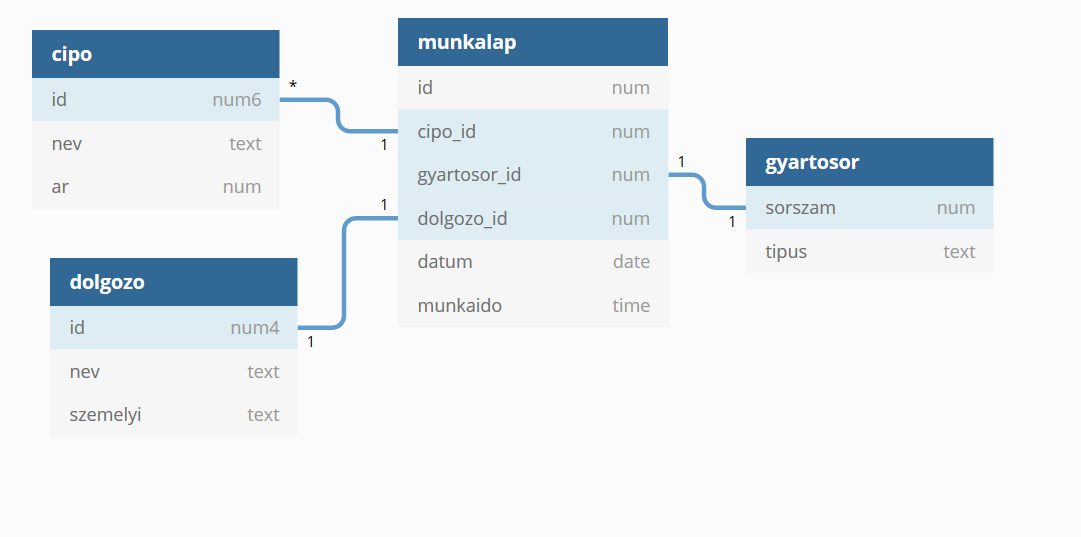 cipo
id num6
nev text
ar num
*
1
munkalap
id num
cipo_id num
gyartosor_id num
dolgozo_id num
datum date
munkaido time
1
1
gyartosor
sorszam num
tipus text
1
1
dolgozo
id num4
nev text
szemelyi text